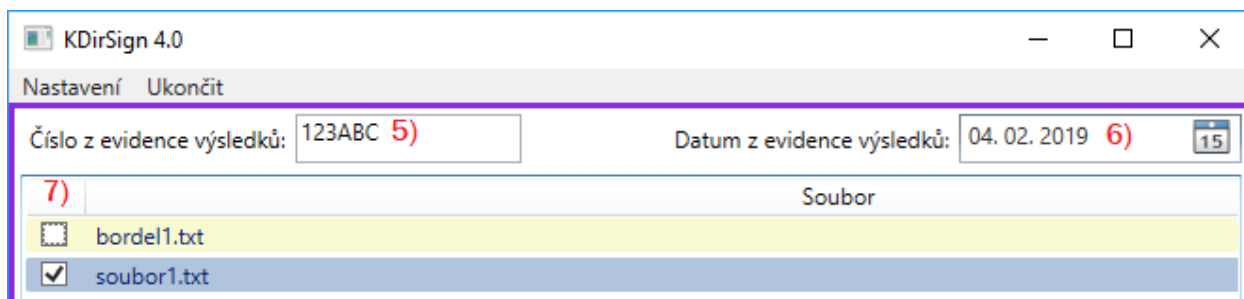 KDirSign 4.0
Nastavení Ukončit
Číslo z evidence výsledků: 123ABC 5) Datum z evidence výsledků: 04. 02. 2019 6) 15
7) Soubor
bordel1.txt
soubor1.txt